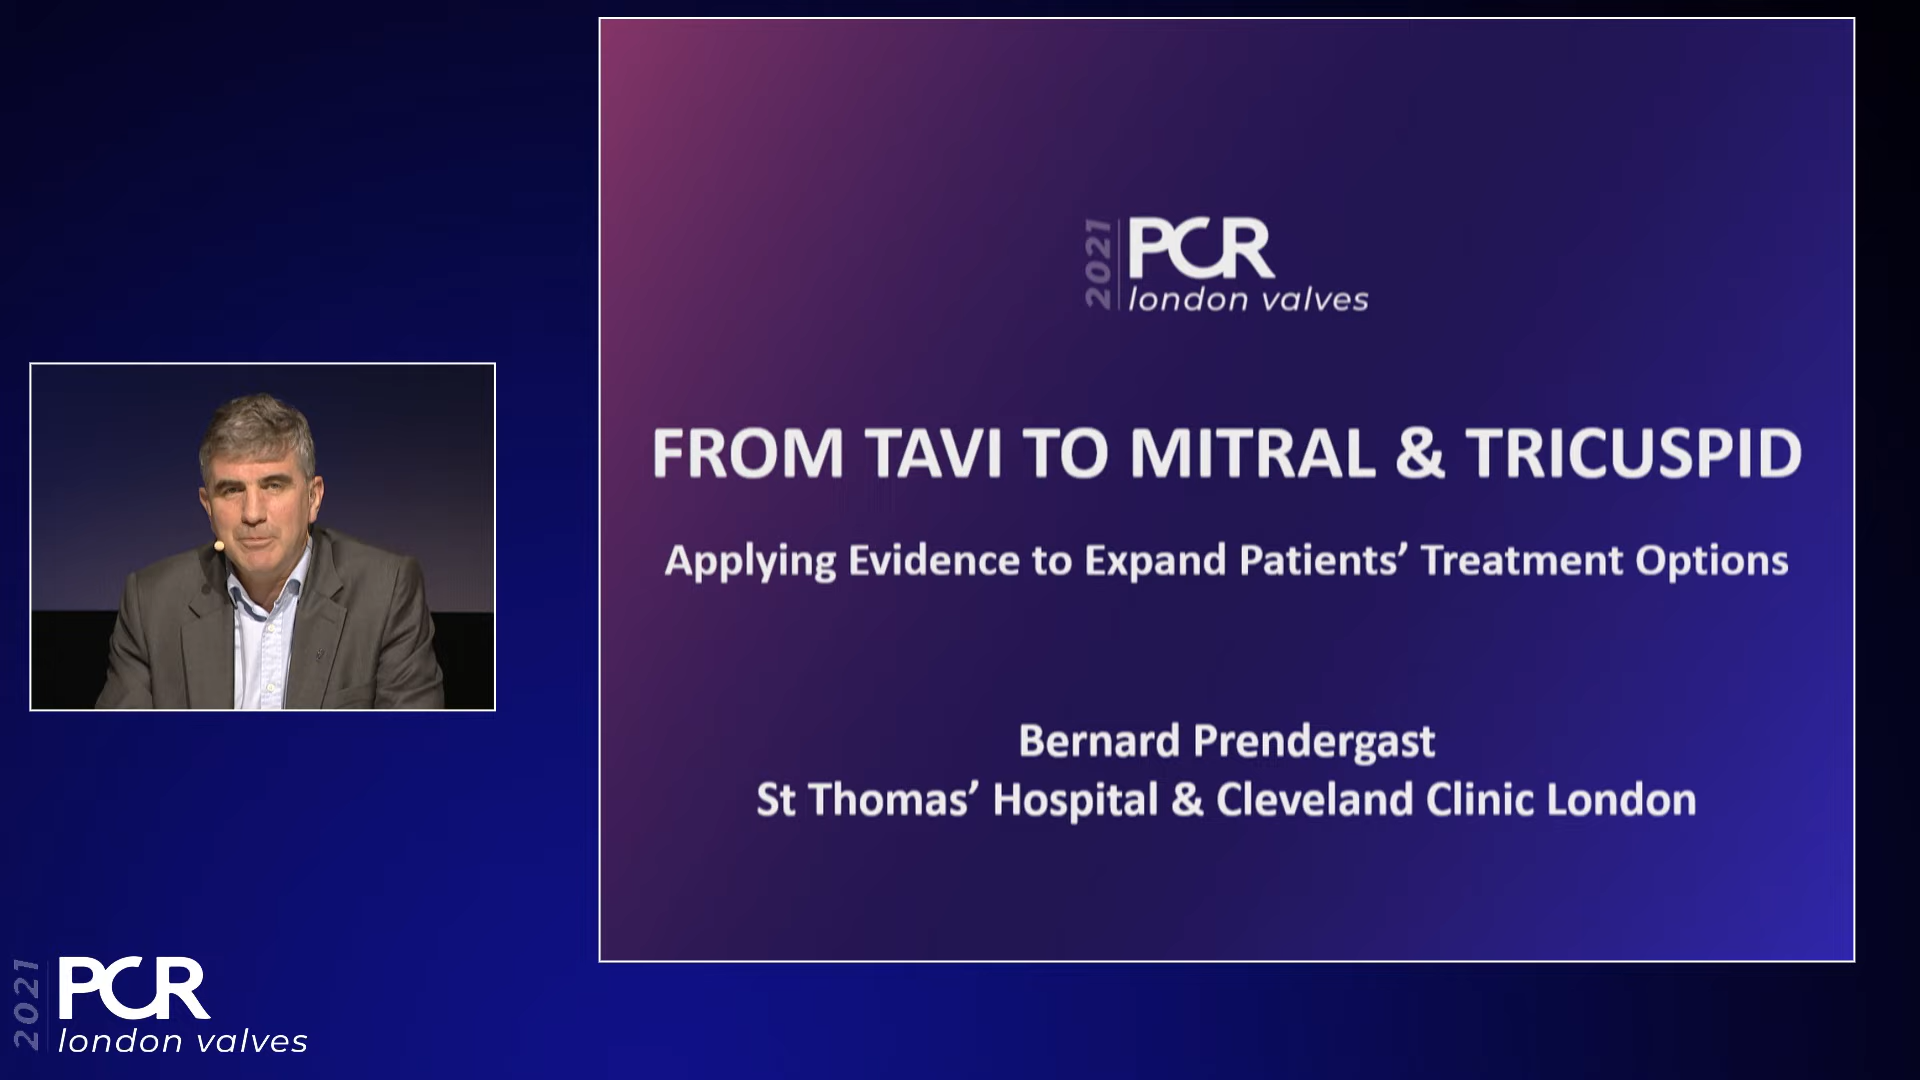 2021
PCR
london valves
FROM TAVI TO MITRAL & TRICUSPID
Applying Evidence to Expand Patients’ Treatment Options
Bernard Prendergast
St Thomas’ Hospital & Cleveland Clinic London
2021
PCR
london valves